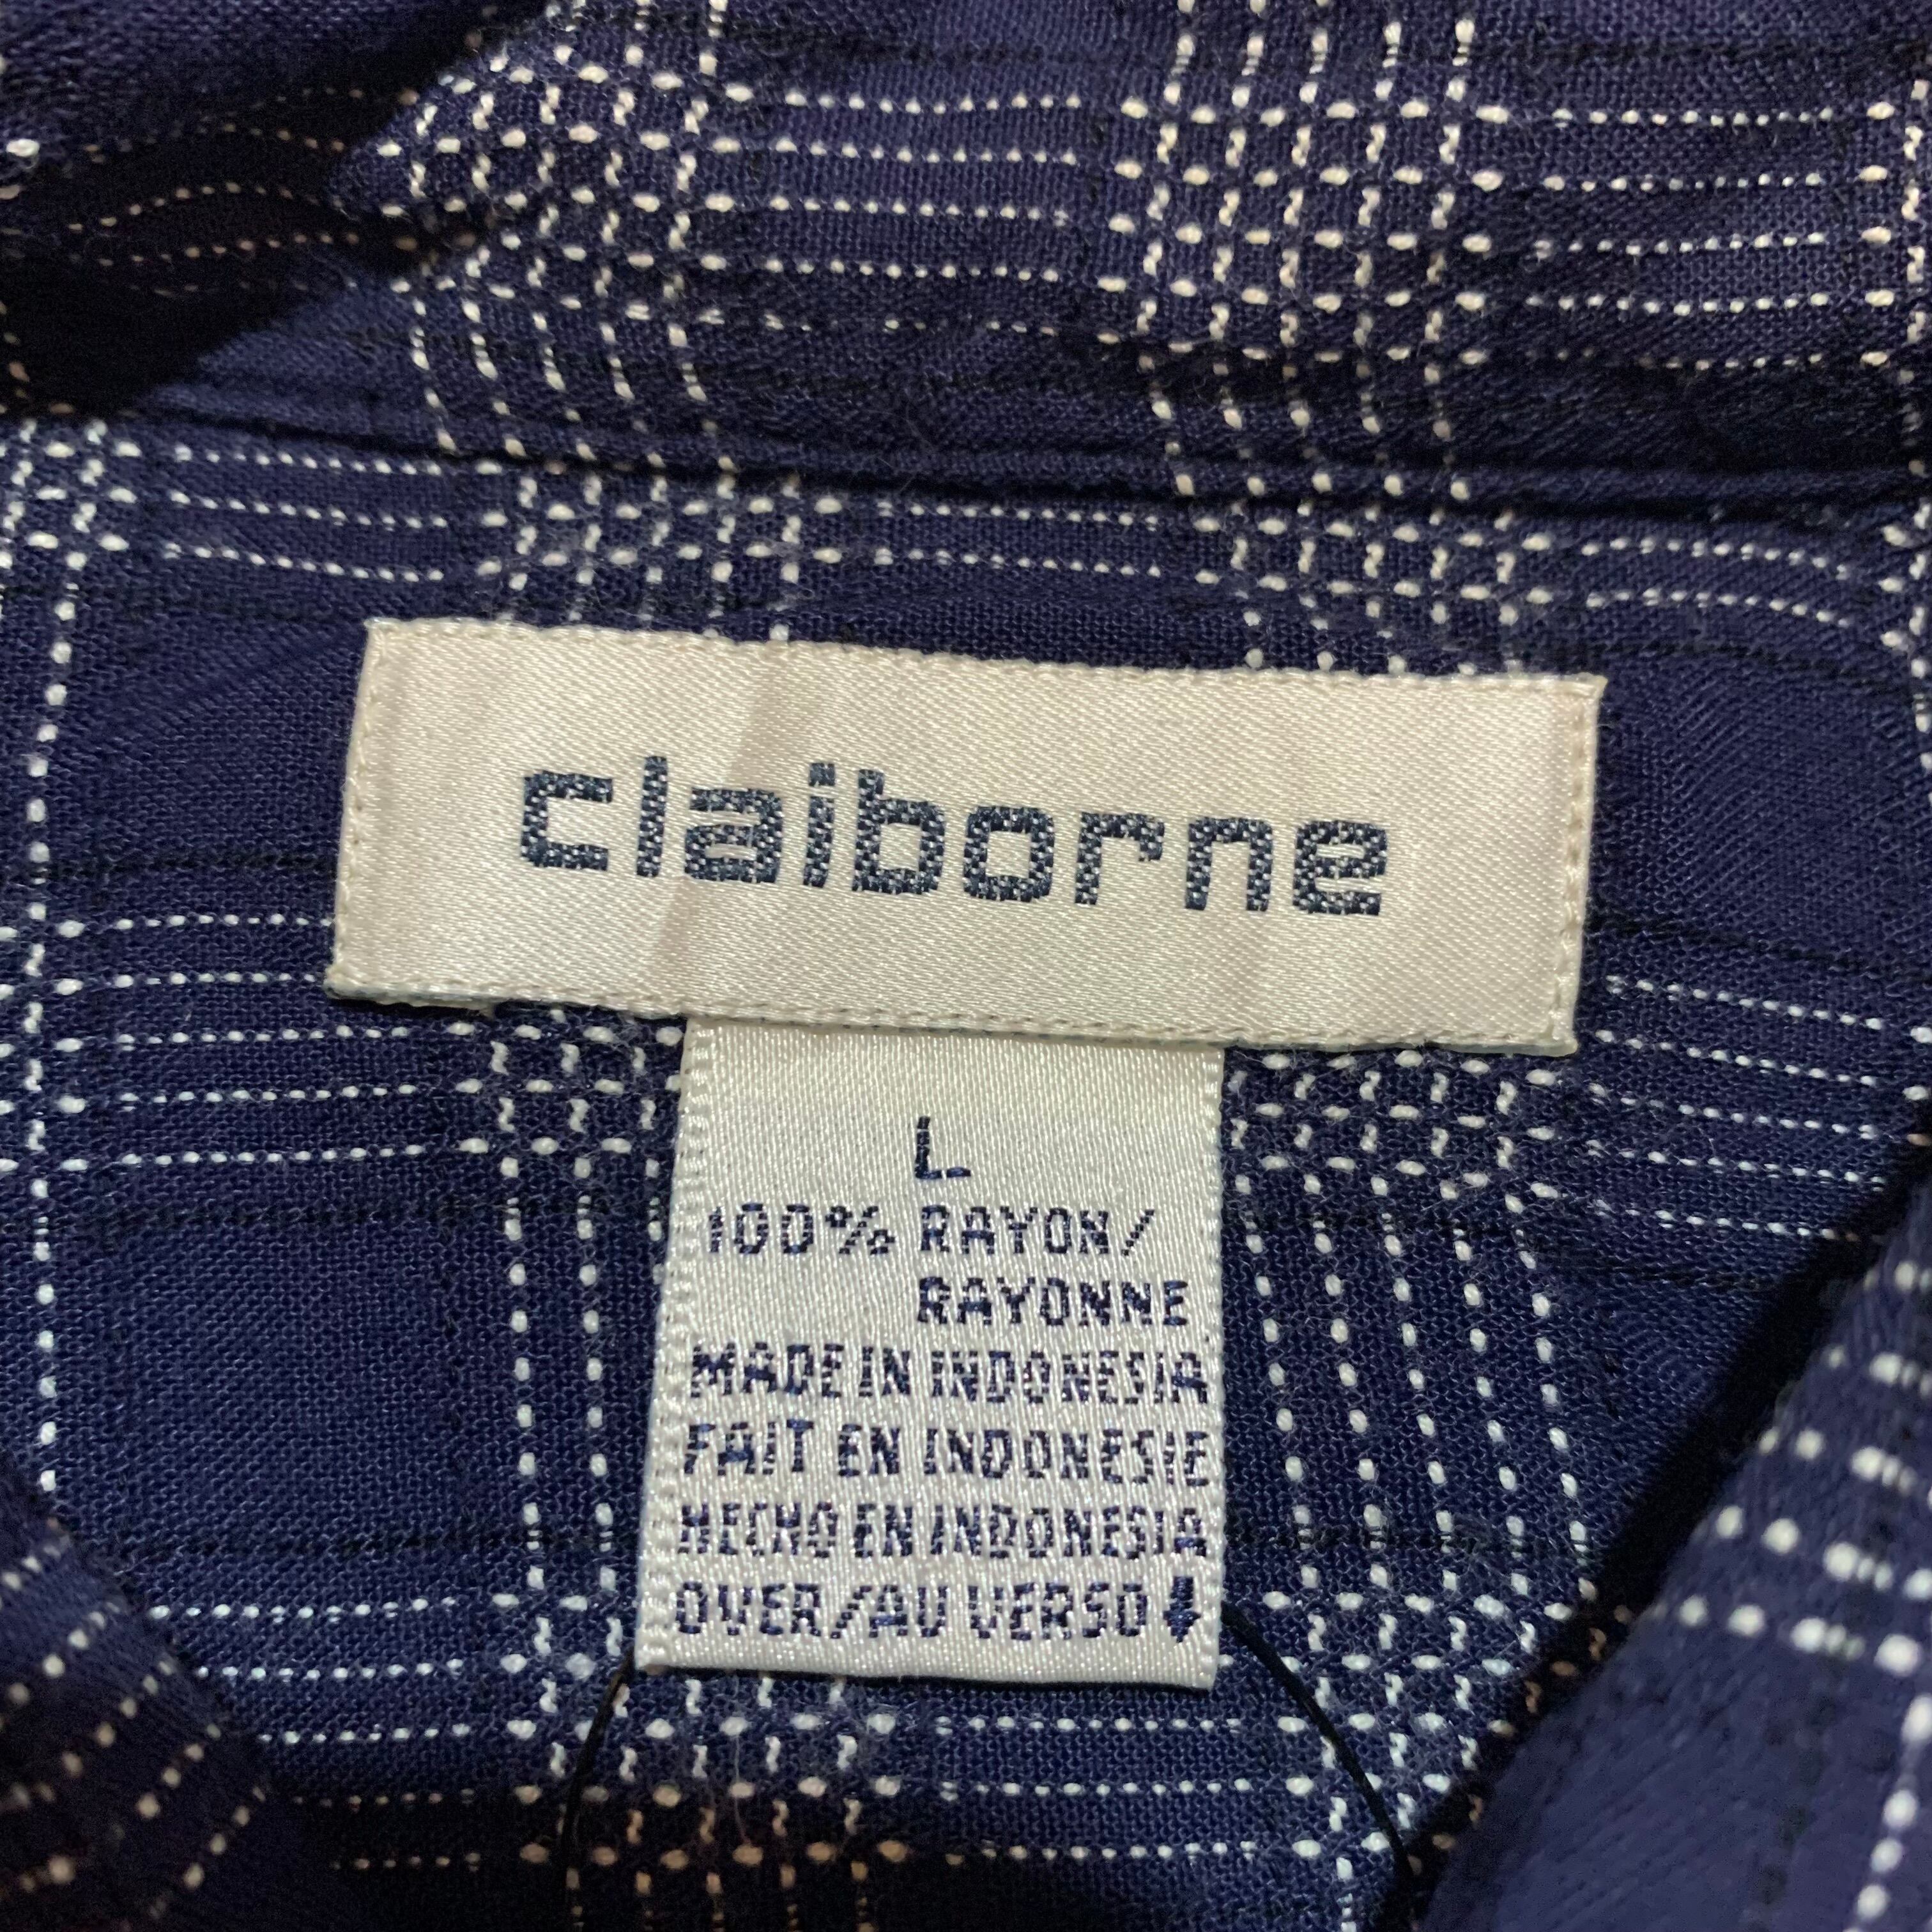 claiborne
L
100% RAYON/
RAYONNE
MADE IN INDONESIA
FAIT EN INDONESIE
HECHO EN INDONESIA
OVER/AU VERSO